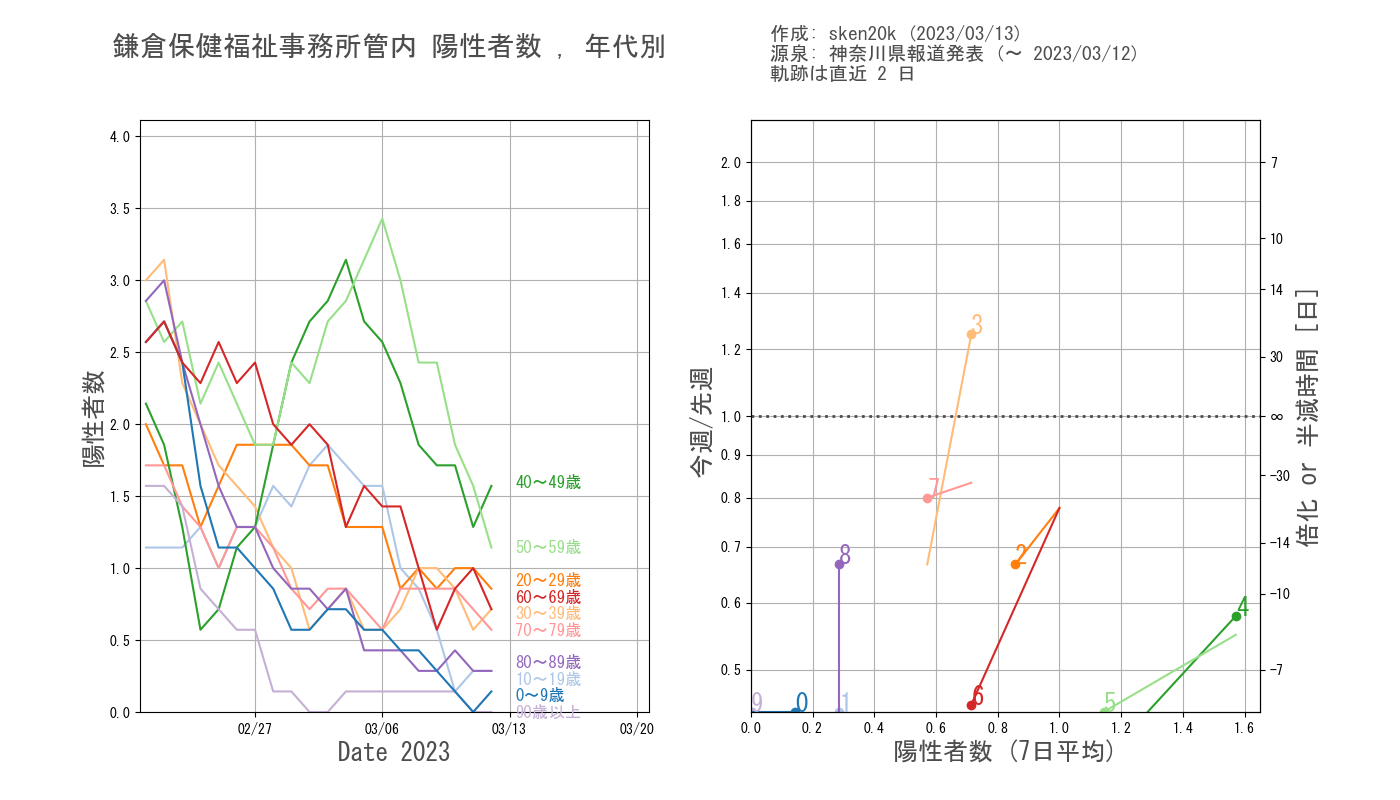 鎌倉保健福祉事務所管内 陽性者数 , 年代別
作成: sken20k (2023/03/13)
源泉: 神奈川県報道発表 (～ 2023/03/12)
軌跡は直近 2 日
陽性者数
4.0
3.5
3.0
2.5
2.0
1.5
1.0
0.5
0.0
02/27
03/06
03/13
03/20
Date 2023
40～49歳
50～59歳
20～29歳
60～69歳
30～39歳
70～79歳
80～89歳
10～19歳
0～9歳
90歳以上
今週/先週
2.0
1.8
1.6
1.4
1.2
1.0
0.9
0.8
0.7
0.6
0.5
0.0
0.2
0.4
0.6
0.8
1.0
1.2
1.4
1.6
陽性者数 (7日平均)
3
7
8
2
4
6
9
0
1
5
7
10
14
30
∞
-30
-14
-10
-7
倍化 or 半減時間 [日]